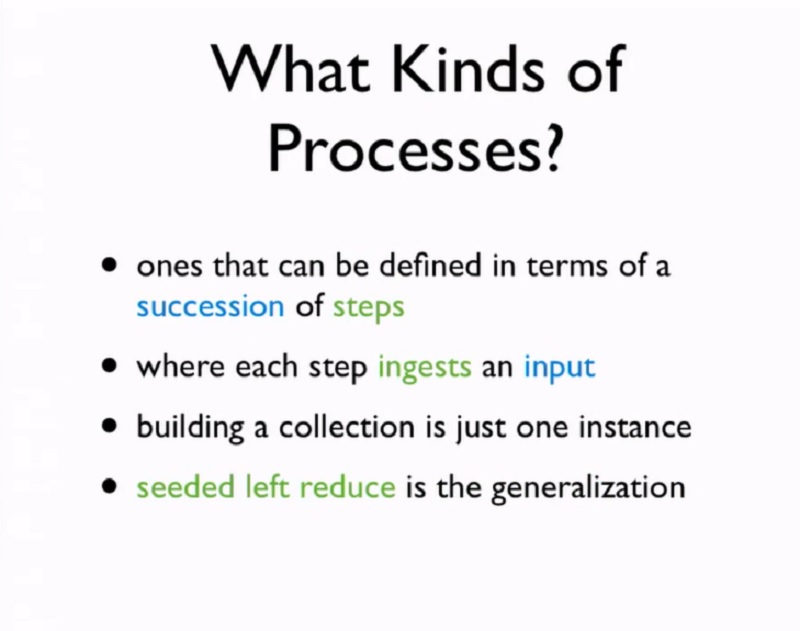 What Kinds of
Processes?
• ones that can be defined in terms of a
succession of steps
• where each step ingests an input
• building a collection is just one instance
• seeded left reduce is the generalization